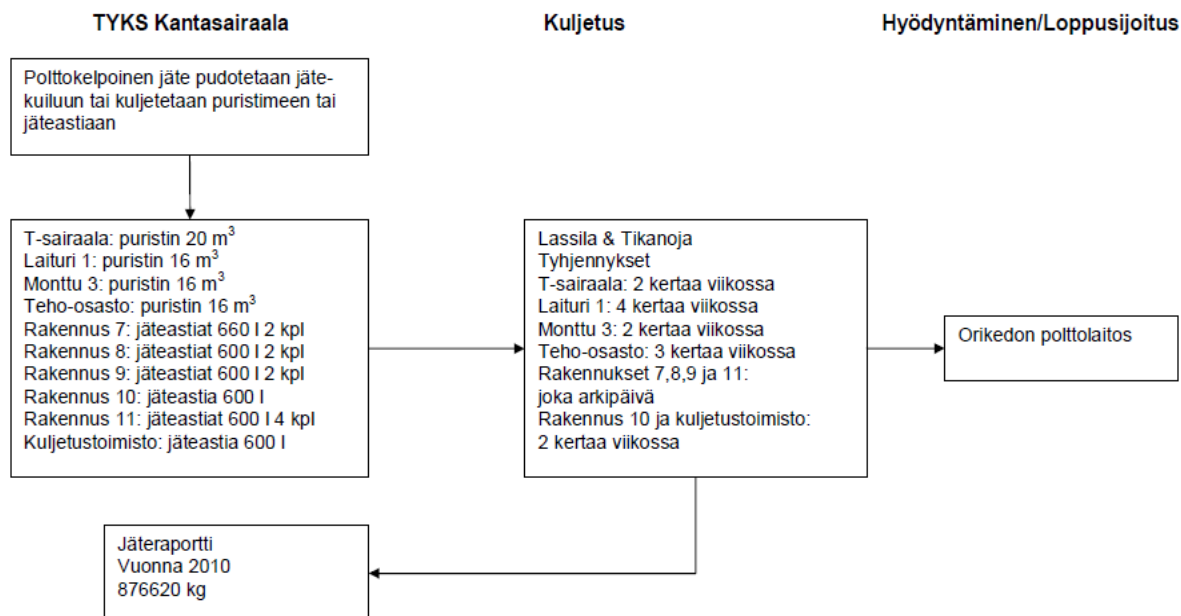 TYKS Kantasairaala
Kuljetus
Hyödyntäminen/Loppusijoitus
Polttokelpoinen jäte pudotetaan jäte-
kuiluun tai kuljetetaan puristimeen tai
jäteastiaan
T-sairaala: puristin 20 m³
Laituri 1: puristin 16 m³
Monttu 3: puristin 16 m³
Teho-osasto: puristin 16 m³
Rakennus 7: jäteastiat 660 l 2 kpl
Rakennus 8: jäteastiat 600 l 2 kpl
Rakennus 9: jäteastiat 600 l 2 kpl
Rakennus 10: jäteastia 600 l
Rakennus 11: jäteastiat 600 l 4 kpl
Kuljetustoimisto: jäteastia 600 l
Lassila & Tikanoja
Tyhjennykset
T-sairaala: 2 kertaa viikossa
Laituri 1: 4 kertaa viikossa
Monttu 3: 2 kertaa viikossa
Teho-osasto: 3 kertaa viikossa
Rakennukset 7,8,9 ja 11:
joka arkipäivä
Rakennus 10 ja kuljetustoimisto:
2 kertaa viikossa
Orikedon polttolaitos
Jäteraportti
Vuonna 2010
876620 kg